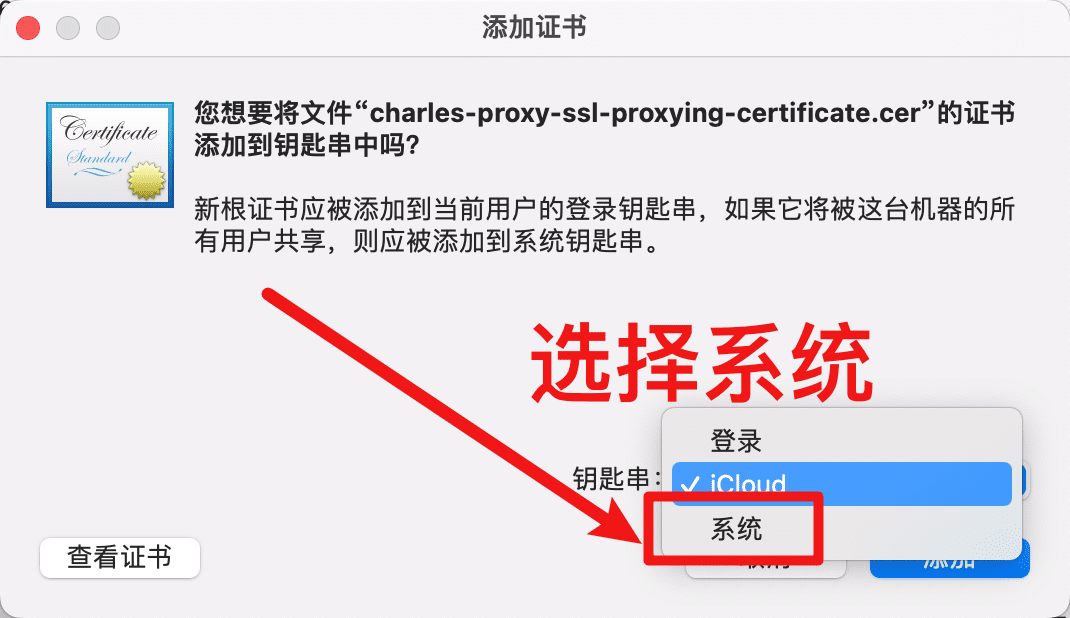 添加证书
Certificate
Standard
您想要将文件“charles-proxy-ssl-proxying-certificate.cer”的证书
添加到钥匙串中吗?
新根证书应被添加到当前用户的登录钥匙串，如果它将被这台机器的所
有用户共享，则应被添加到系统钥匙串。
选择系统
登录
钥匙串：
✓ iCloud
系统
查看证书
取消
添加